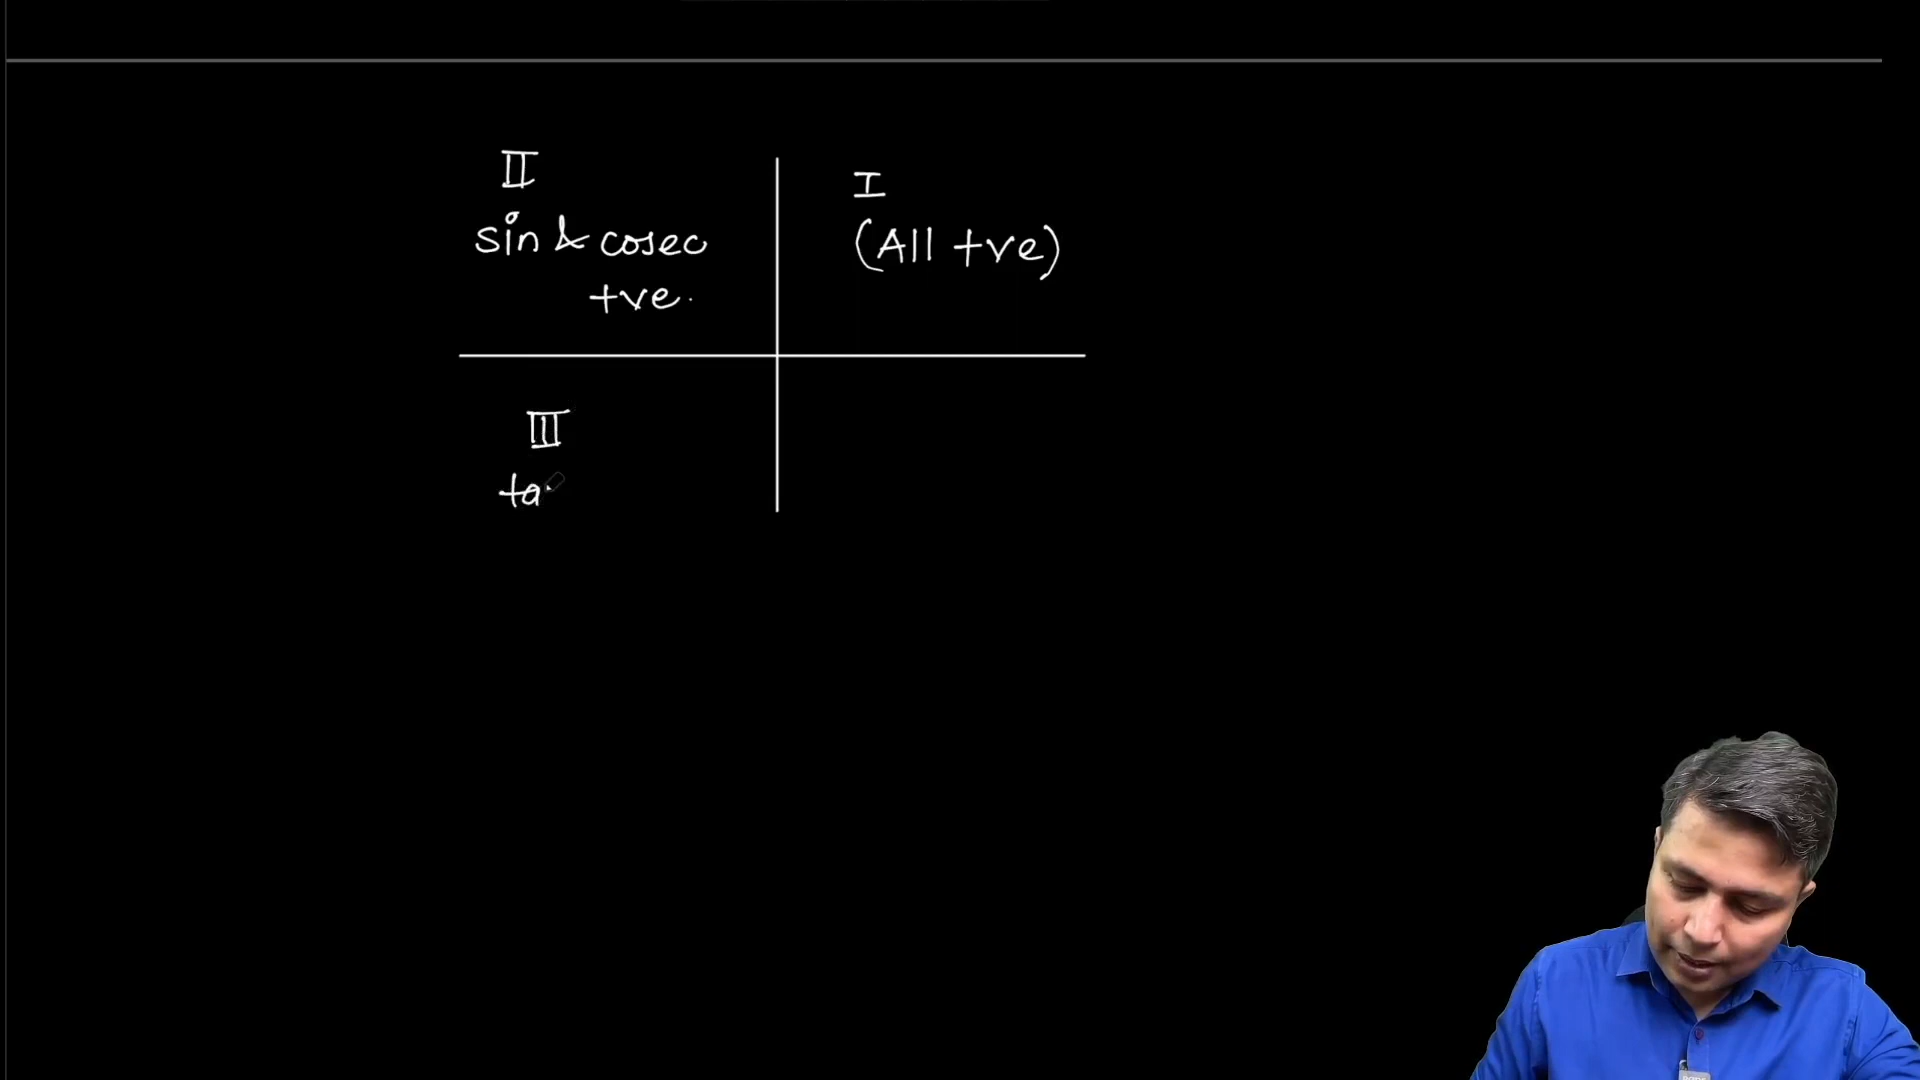 II
sin & cosec
+ve.
I
(All +ve)
III
ta